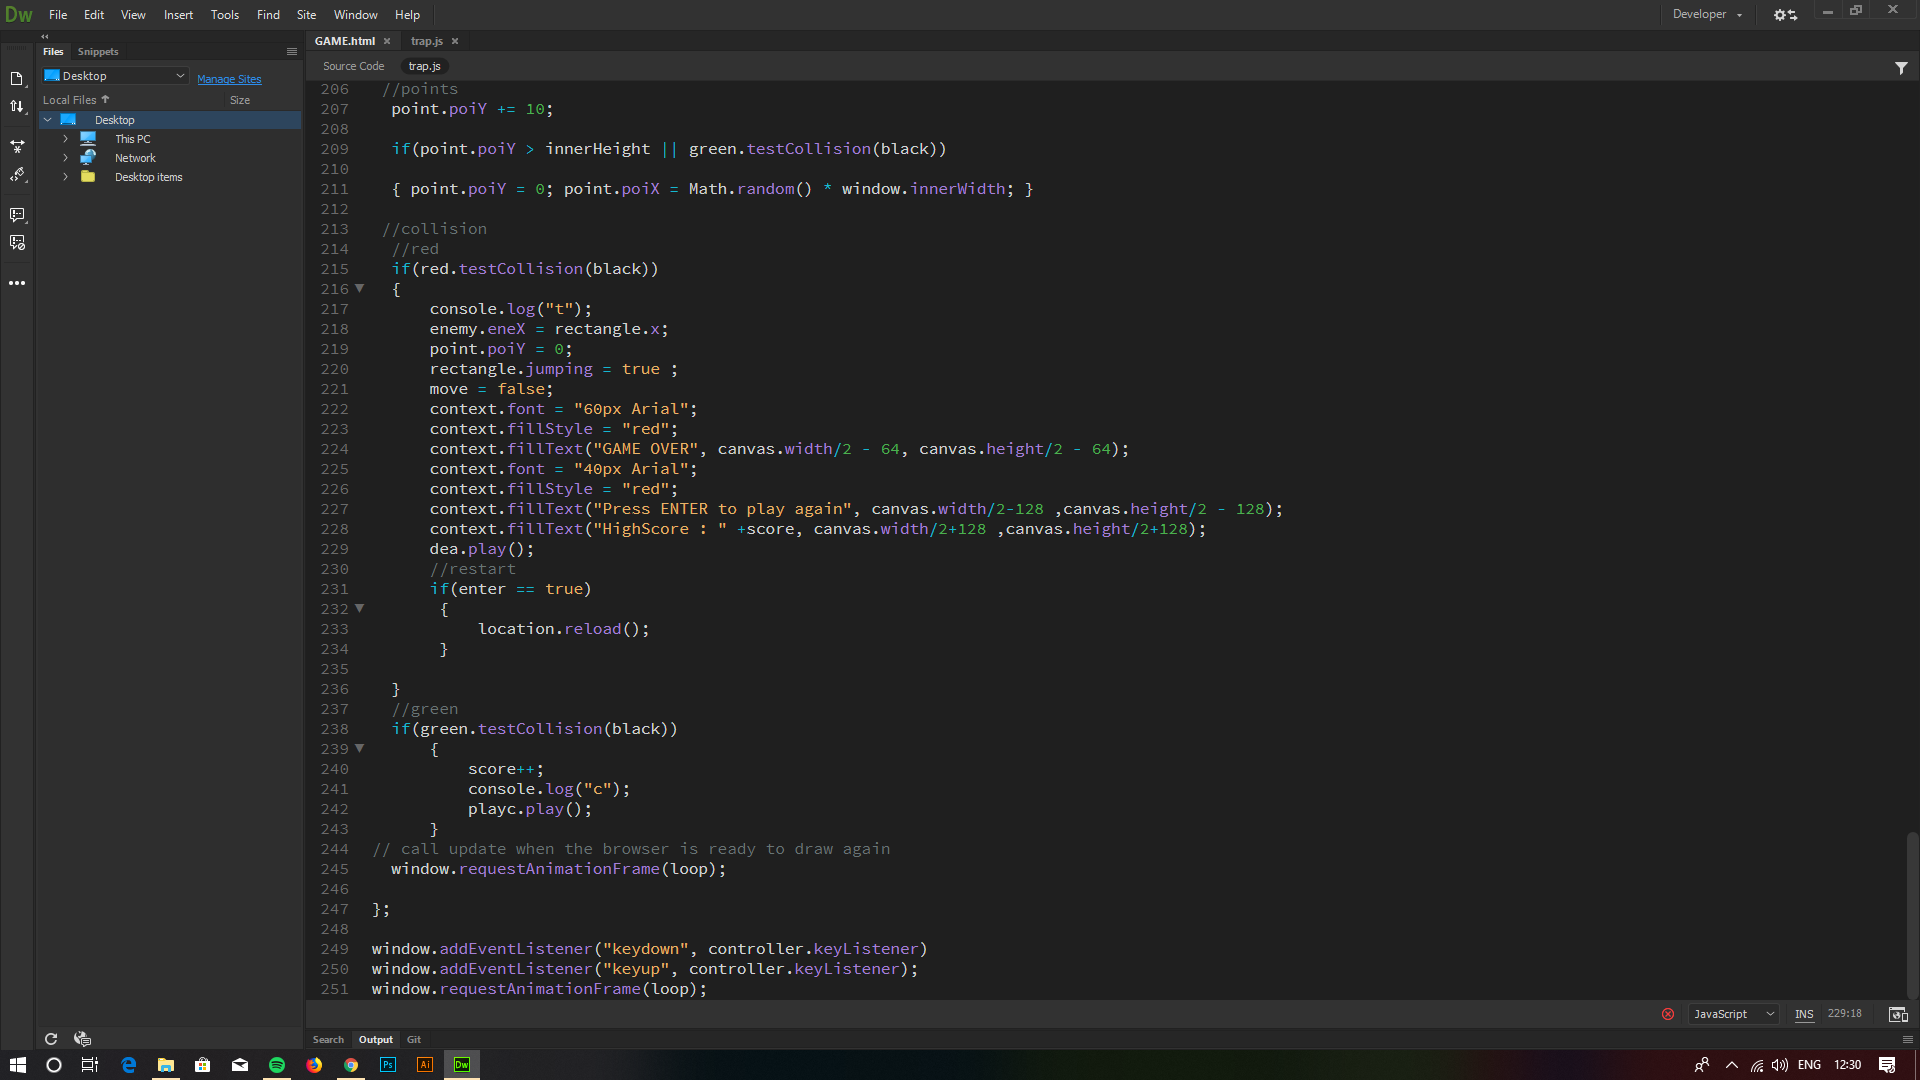 Dw File Edit View Insert Tools Find Site Window Help Developer
Files Snippets
GAME.html trap.js
Desktop Manage Sites
Source Code trap.js
Local Files Size
Desktop
This PC
Network
Desktop items
206 //points
207 point.poiY += 10;
208
209 if(point.poiY > innerHeight || green.testCollision(black))
210
211 { point.poiY = 0; point.poiX = Math.random() * window.innerWidth; }
212
213 //collision
214 //red
215 if(red.testCollision(black))
216 {
217 console.log("t");
218 enemy.eneX = rectangle.x;
219 point.poiY = 0;
220 rectangle.jumping = true ;
221 move = false;
222 context.font = "60px Arial";
223 context.fillStyle = "red";
224 context.fillText("GAME OVER", canvas.width/2 - 64, canvas.height/2 - 64);
225 context.font = "40px Arial";
226 context.fillStyle = "red";
227 context.fillText("Press ENTER to play again", canvas.width/2-128 ,canvas.height/2 - 128);
228 context.fillText("HighScore : " +score, canvas.width/2+128 ,canvas.height/2+128);
229 dea.play();
230 //restart
231 if(enter == true)
232 {
233 location.reload();
234 }
235
236 }
237 //green
238 if(green.testCollision(black))
239 {
240 score++;
241 console.log("c");
242 playc.play();
243 }
244 // call update when the browser is ready to draw again
245 window.requestAnimationFrame(loop);
246
247 };
248
249 window.addEventListener("keydown", controller.keyListener)
250 window.addEventListener("keyup", controller.keyListener);
251 window.requestAnimationFrame(loop);
JavaScript INS 229:18
Search Output Git
Ps Ai Dw ENG 12:30